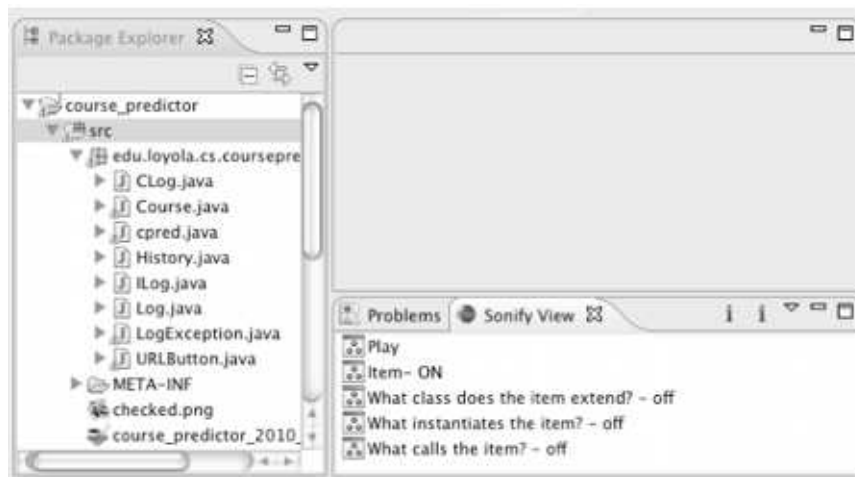 Package Explorer
course_predictor
src
edu.loyola.cs.coursepre
CLog.java
Course.java
cpred.java
History.java
ILog.java
Log.java
LogException.java
URLButton.java
META-INF
checked.png
course_predictor_2010_
Problems Sonify View
Play
Item- ON
What class does the item extend? - off
What instantiates the item? - off
What calls the item? - off